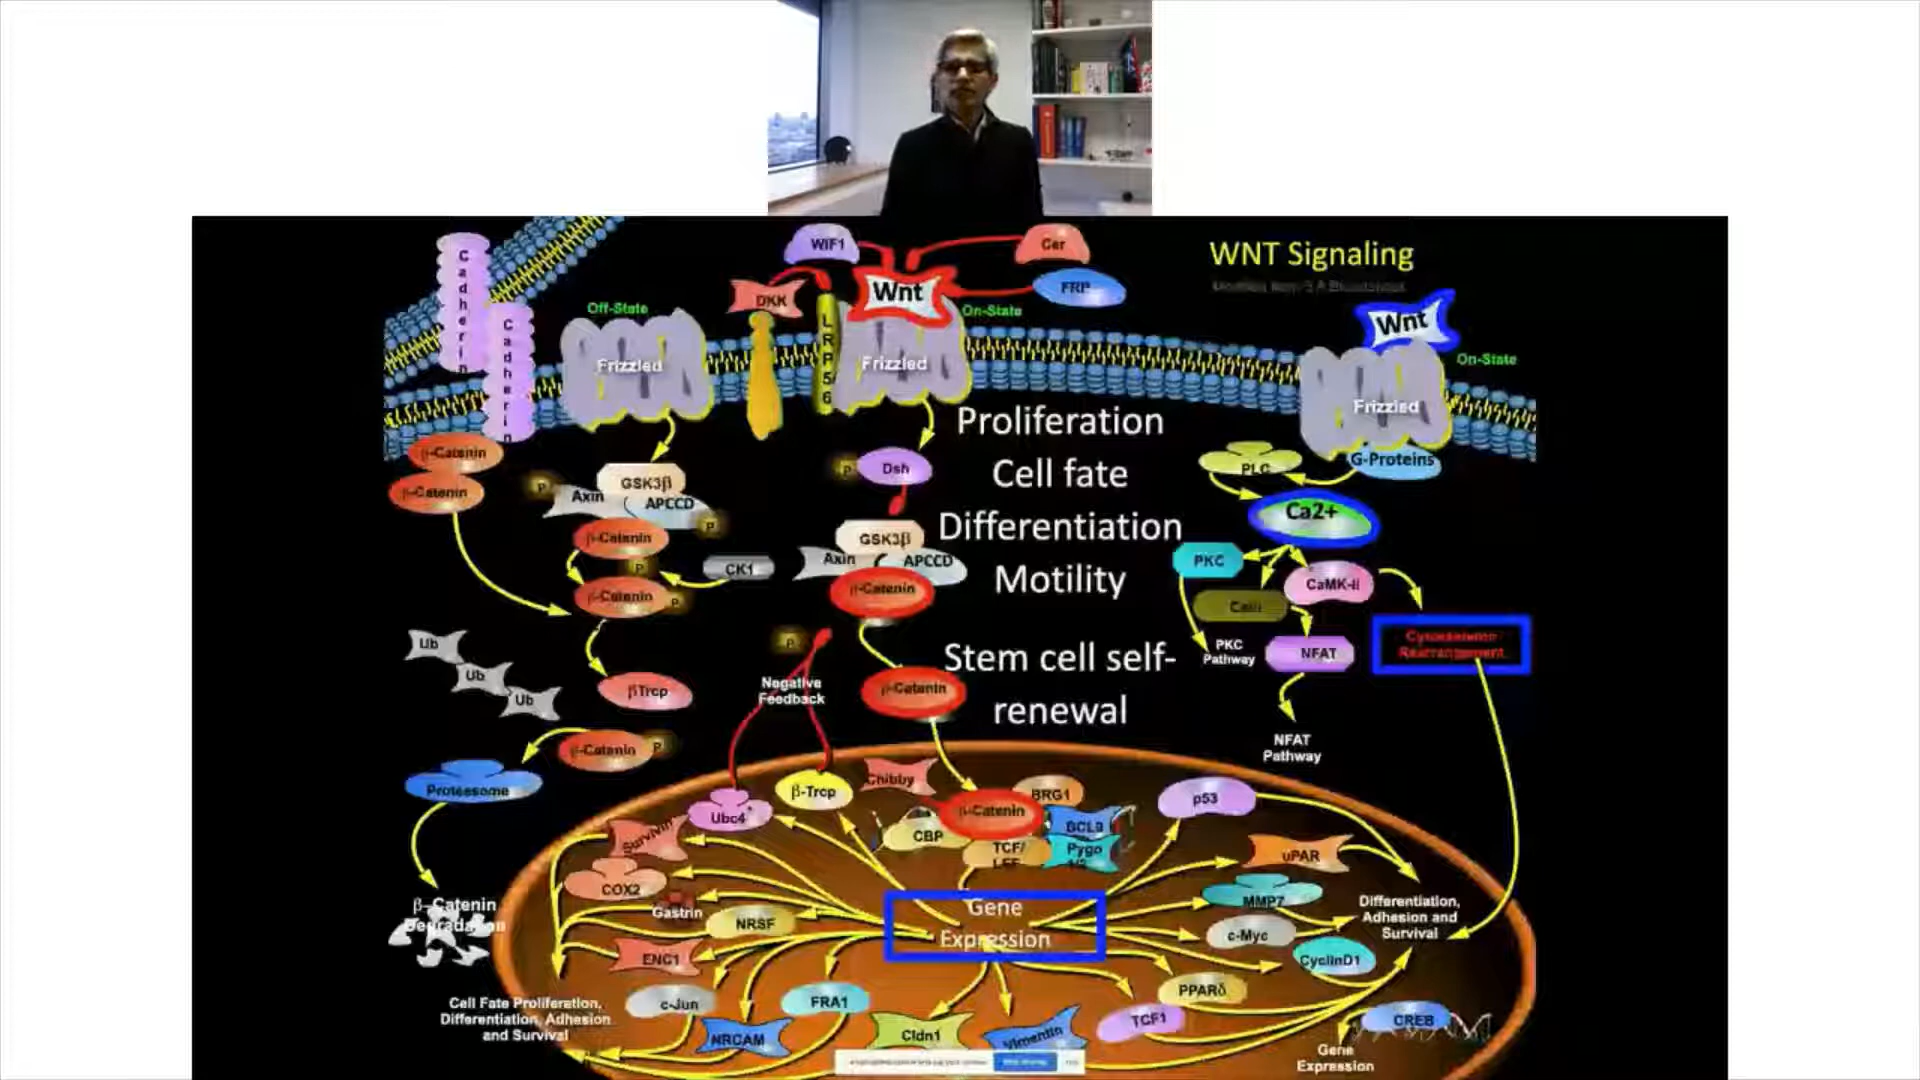 WIF1
Cer
WNT Signaling
Cadherin
Cadherin
Off-State
DKK
Wnt
FRP
On-State
Wnt
On-State
LRP5/6
Frizzled
Frizzled
Frizzled
Proliferation
Cell fate
Differentiation
Motility
Stem cell self-
renewal
β-Catenin
β-Catenin
GSK3β
Axin
APCCD
P
P
β-Catenin
P
CK1
β-Catenin
P
Ub
Ub
Ub
βTrcp
β-Catenin
P
Proteasome
β-Catenin
Degradation
P
Dsh
GSK3β
Axin
APCCD
β-Catenin
P
Negative
Feedback
β-Catenin
PLC
G-Proteins
Ca2+
PKC
CaMK-II
PKC
Pathway
NFAT
Cytoskeleton
Rearrangement
NFAT
Pathway
Chibby
β-Trcp
Ubc4
β-Catenin
BRG1
CBP
BCL9
TCF/
LEF
Pygo
1/2
p53
Survivin
COX2
Gastrin
NRSF
ENC1
c-Jun
NRCAM
FRA1
Cldn1
Vimentin
TCF1
PPARδ
CyclinD1
c-Myc
MMP7
uPAR
Gene
Expression
Differentiation,
Adhesion and
Survival
Cell Fate Proliferation,
Differentiation, Adhesion
and Survival
CREB
Gene
Expression